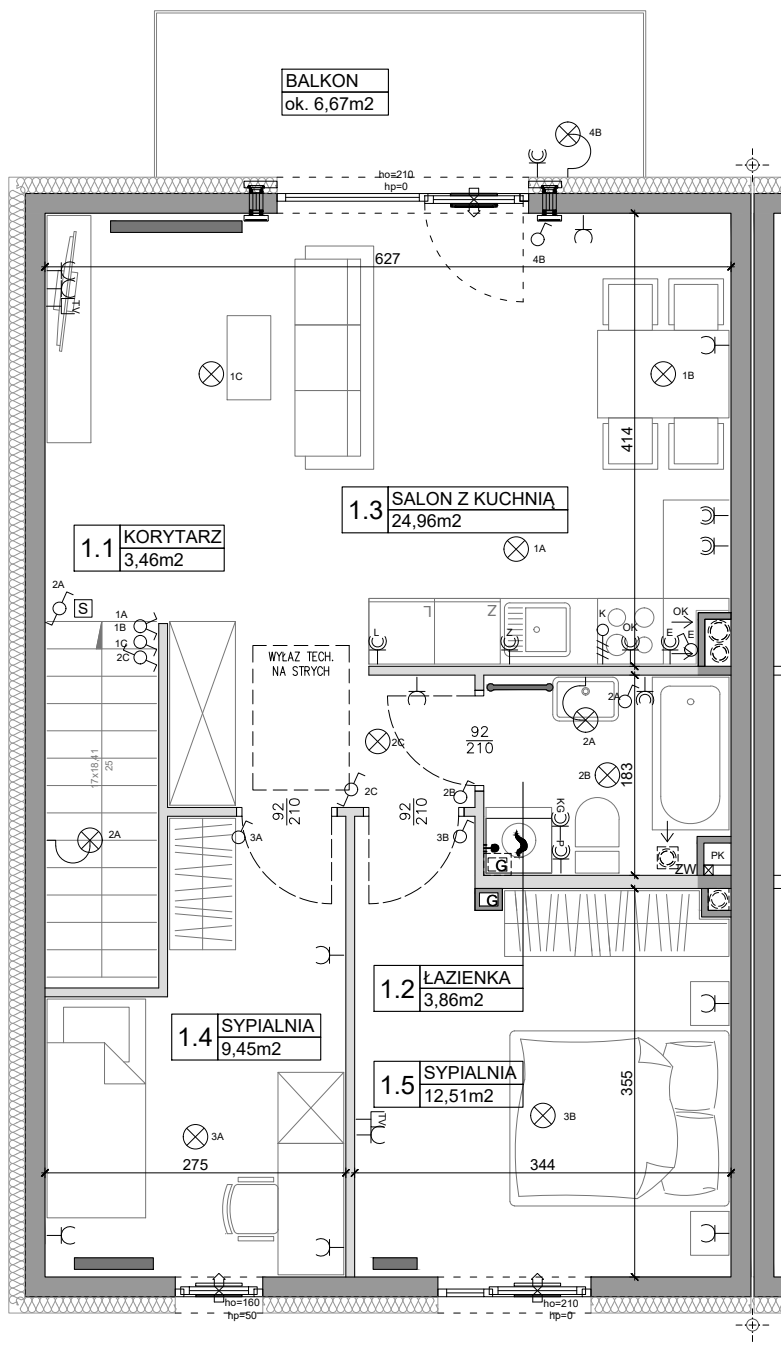 BALKON
ok. 6,67m2
4B
ho=210
hp=0
4B
627
TV
1C
1B
414
1.3 SALON Z KUCHNIĄ
24,96m2
1.1 KORYTARZ
3,46m2
1A
2A
S
1A
1B
1C
2C
L
Z
K
OK
OK
L
Z
E
E
WYŁAZ TECH.
NA STRYCH
17x18,41
25
92
210
2A
2A
2C
2B
183
2C
2B
92
210
92
210
3A
3B
2A
KG
P
G
ZW
PK
G
1.2 ŁAZIENKA
3,86m2
1.4 SYPIALNIA
9,45m2
1.5 SYPIALNIA
12,51m2
355
TV
3A
3B
275
344
ho=160
hp=50
ho=210
hp=0